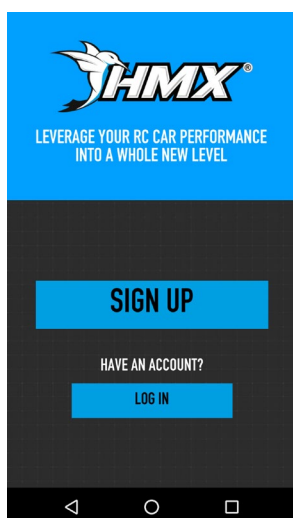 HMX®
LEVERAGE YOUR RC CAR PERFORMANCE
INTO A WHOLE NEW LEVEL
SIGN UP
HAVE AN ACCOUNT?
LOG IN